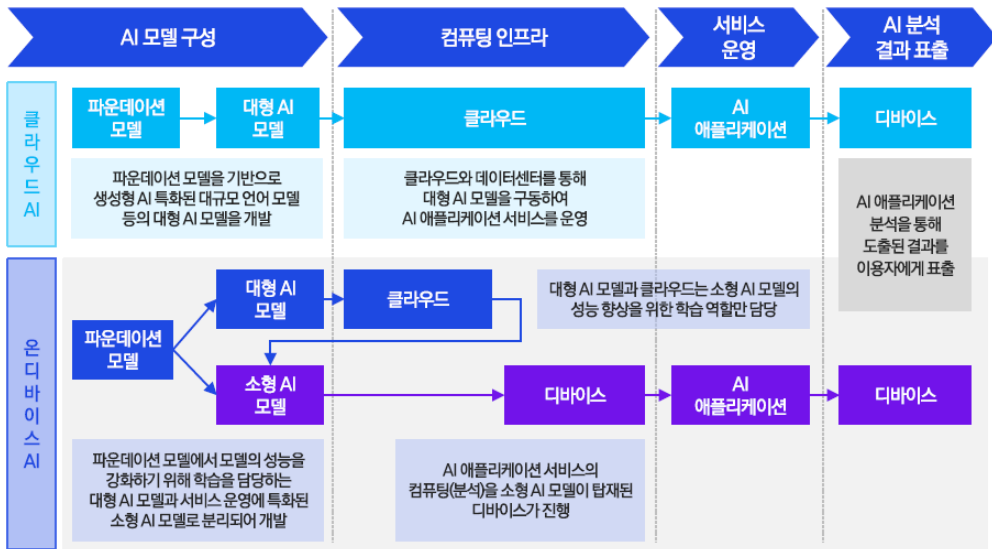 AI 모델 구성
컴퓨팅 인프라
서비스
운영
AI 분석
결과 표출
클라우드 AI
파운데이션
모델
대형 AI
모델
클라우드
AI
애플리케이션
디바이스
파운데이션 모델을 기반으로
생성형 AI 특화된 대규모 언어 모델
등의 대형 AI 모델을 개발
클라우드와 데이터센터를 통해
대형 AI 모델을 구동하여
AI 애플리케이션 서비스를 운영
AI 애플리케이션
분석을 통해
도출된 결과를
이용자에게 표출
온디바이스 AI
파운데이션
모델
대형 AI
모델
클라우드
대형 AI 모델과 클라우드는 소형 AI 모델의
성능 향상을 위한 학습 역할만 담당
소형 AI
모델
디바이스
AI
애플리케이션
디바이스
파운데이션 모델에서 모델의 성능을
강화하기 위해 학습을 담당하는
대형 AI 모델과 서비스 운영에 특화된
소형 AI 모델로 분리되어 개발
AI 애플리케이션 서비스의
컴퓨팅(분석)을 소형 AI 모델이 탑재된
디바이스가 진행